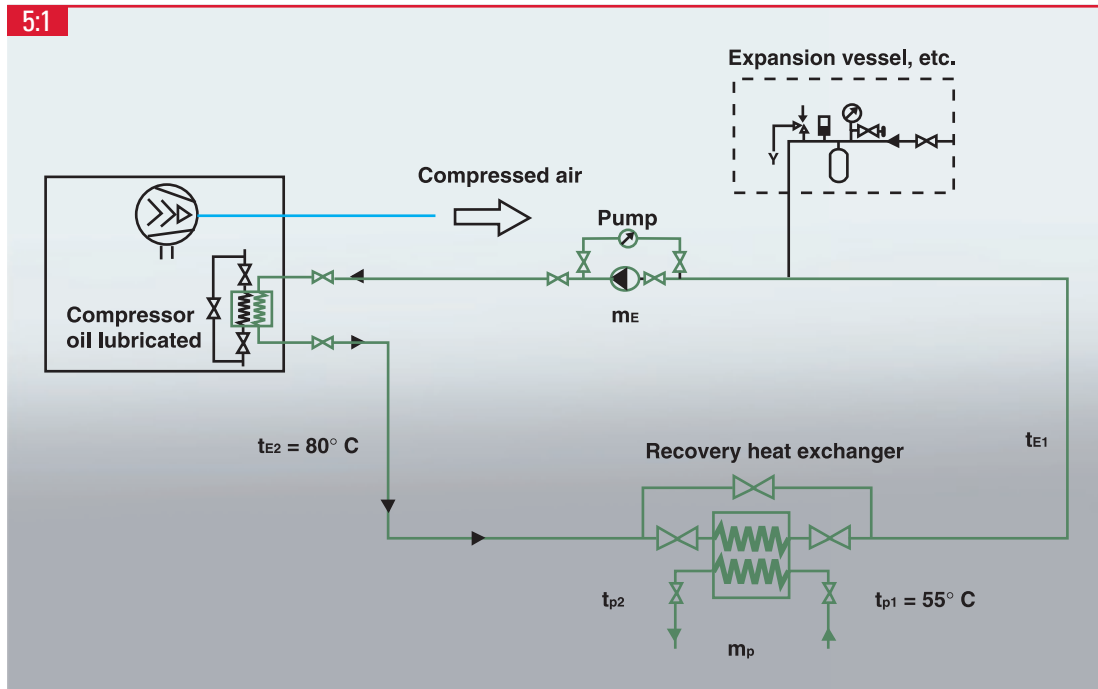 5:1
Expansion vessel, etc.
Y
Compressed air
Pump
Compressor
oil lubricated
mE
tE2 = 80° C
tE1
Recovery heat exchanger
tp2
tp1 = 55° C
mp